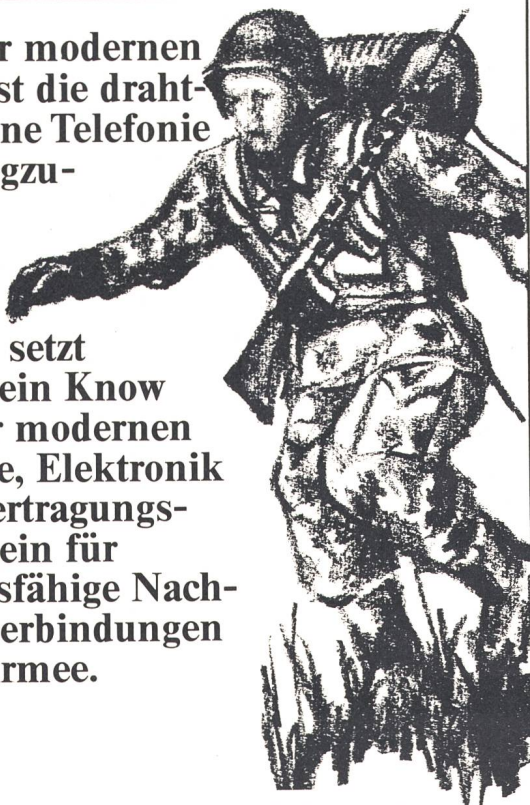 r modernen
st die draht-
ne Telefonie
gzu-
setzt
ein Know
r modernen
e, Elektronik
ertragungs-
ein für
sfähige Nach-
erbindungen
rmee.